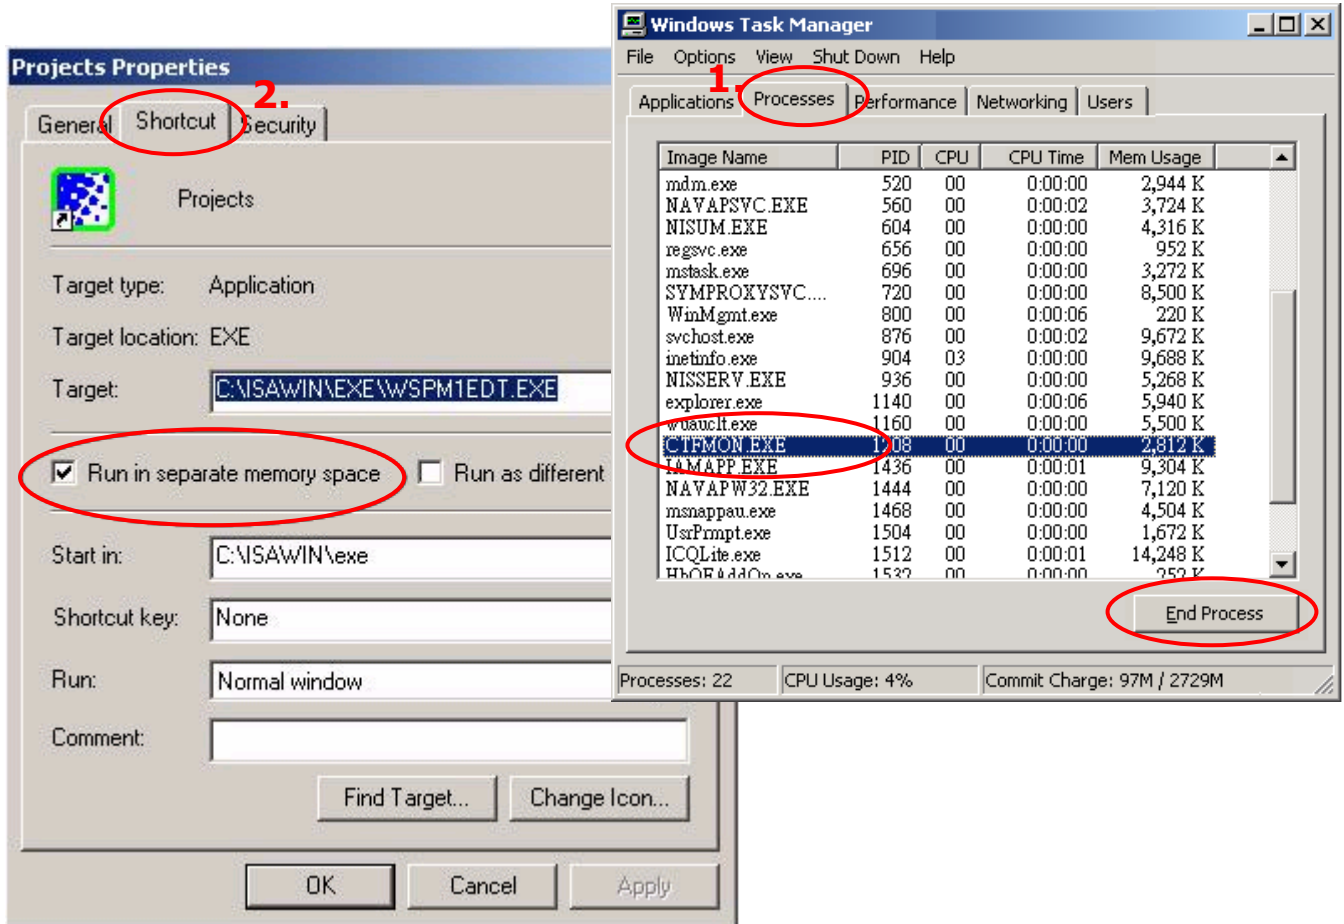 Projects Properties
2.
General Shortcut Security
Projects
Target type: Application
Target location: EXE
Target: C:\ISAWIN\EXE\WSPM1EDT.EXE
Run in separate memory space Run as different
Start in: C:\ISAWIN\exe
Shortcut key: None
Run: Normal window
Comment:
Find Target... Change Icon...
OK Cancel Apply
Windows Task Manager
File Options View Shut Down Help
1.
Applications Processes Performance Networking Users
Image Name PID CPU CPU Time Mem Usage
mdm.exe 520 00 0:00:00 2,944 K
NAVAPSVC.EXE 560 00 0:00:02 3,724 K
NISUM.EXE 604 00 0:00:00 4,316 K
regsvc.exe 656 00 0:00:00 952 K
mstask.exe 696 00 0:00:00 3,272 K
SYMPROXYSVC.... 720 00 0:00:00 8,500 K
WinMgmt.exe 800 00 0:00:06 220 K
svchost.exe 876 00 0:00:02 9,672 K
inetinfo.exe 904 03 0:00:00 9,688 K
NISSERV.EXE 936 00 0:00:00 5,268 K
explorer.exe 1140 00 0:00:06 5,940 K
wuauclt.exe 1160 00 0:00:00 5,500 K
CTFMON.EXE 1208 00 0:00:00 2,812 K
IAMAPP.EXE 1436 00 0:00:01 9,304 K
NAVAPW32.EXE 1444 00 0:00:00 7,120 K
msnappau.exe 1468 00 0:00:00 4,504 K
UsrPrmpt.exe 1504 00 0:00:00 1,672 K
ICQLite.exe 1512 00 0:00:01 14,248 K
HbOEAddOn.exe 1532 00 0:00:00 252 K
End Process
Processes: 22 CPU Usage: 4% Commit Charge: 97M / 2729M